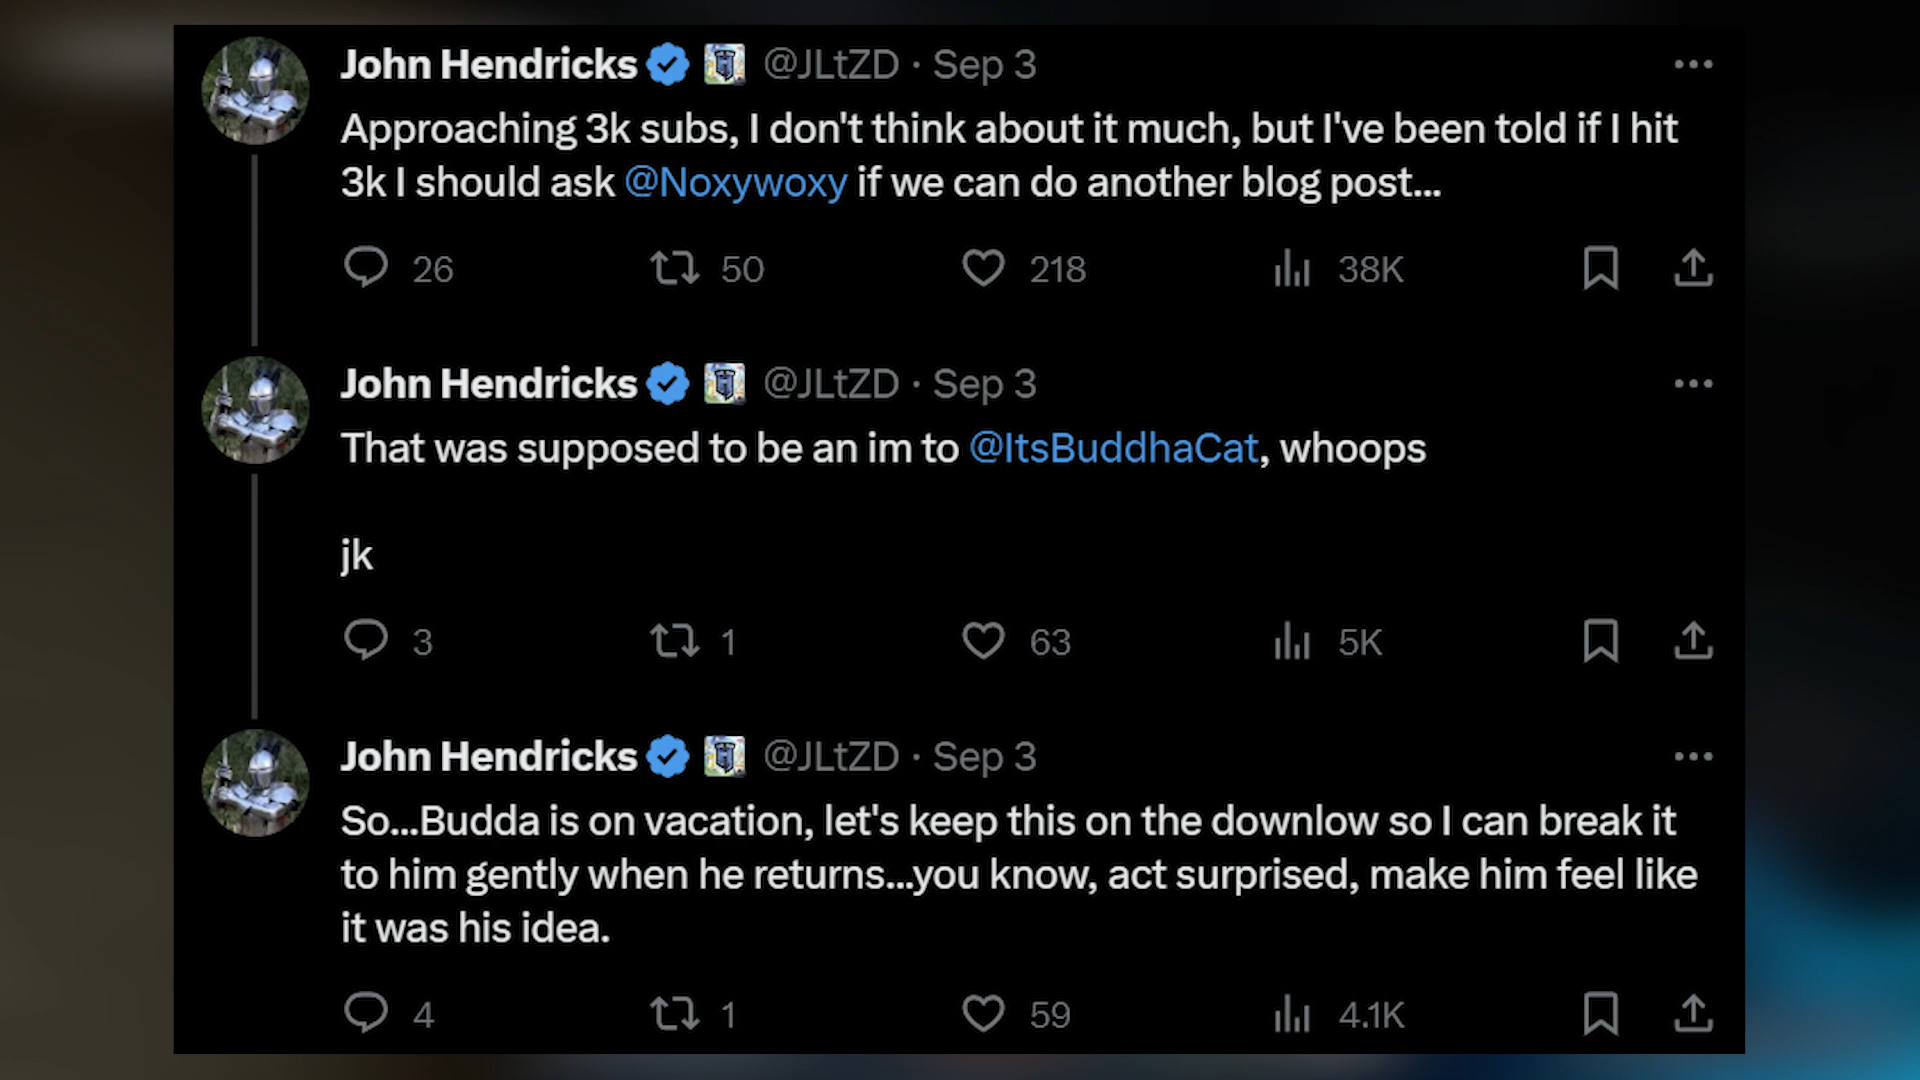 John Hendricks @JLtZD · Sep 3
Approaching 3k subs, I don't think about it much, but I've been told if I hit
3k I should ask @Noxywoxy if we can do another blog post...
26 50 218 38K
John Hendricks @JLtZD · Sep 3
That was supposed to be an im to @ItsBuddhaCat, whoops
jk
3 1 63 5K
John Hendricks @JLtZD · Sep 3
So...Budda is on vacation, let's keep this on the downlow so I can break it
to him gently when he returns...you know, act surprised, make him feel like
it was his idea.
4 1 59 4.1K